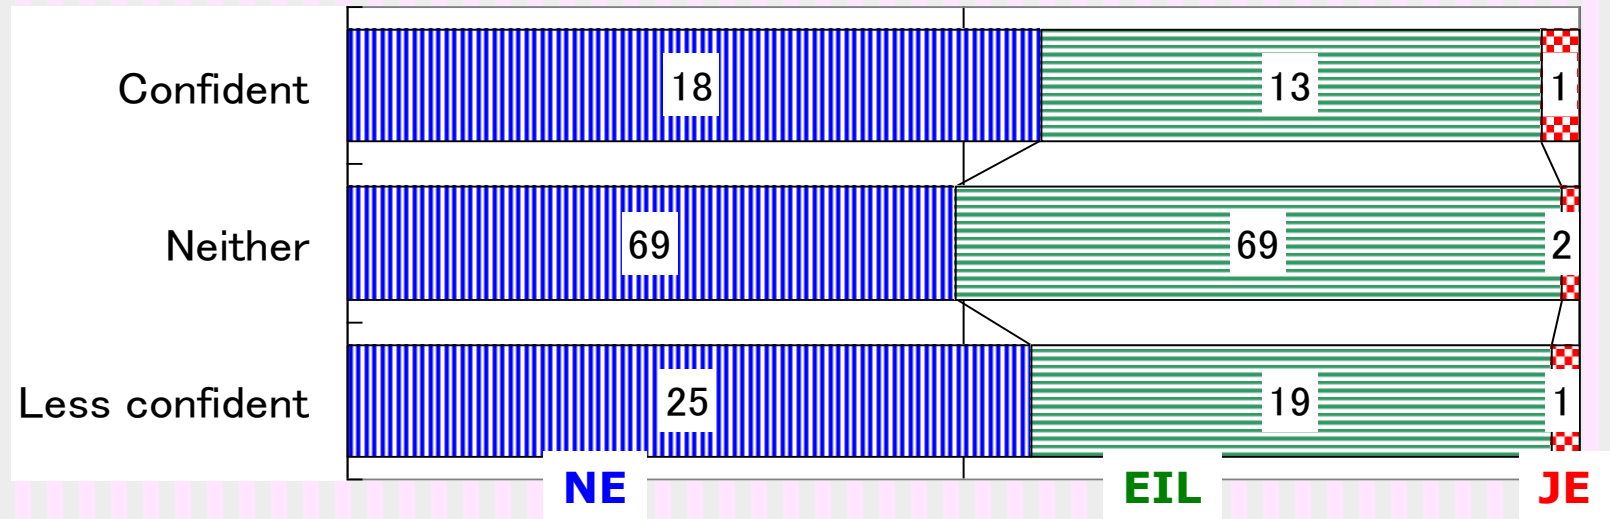 Confident 18 13 1
Neither 69 69 2
Less confident 25 19 1
NE EIL JE